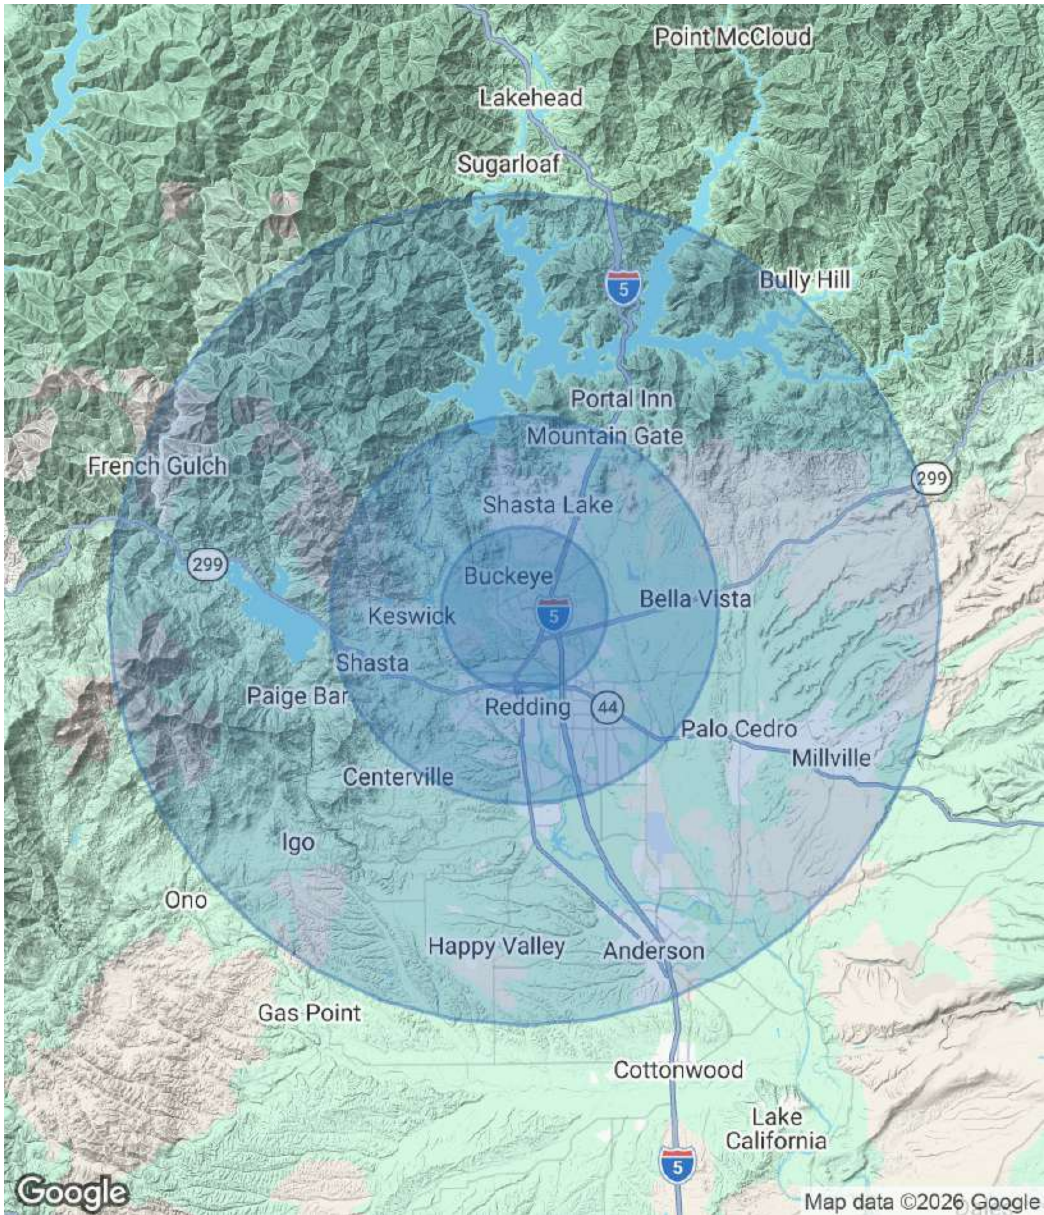 Point McCloud
Lakehead
Sugarloaf
5
Bully Hill
Portal Inn
Mountain Gate
French Gulch
299
Shasta Lake
299
Buckeye
Bella Vista
Keswick
5
Shasta
Paige Bar
Redding
44
Palo Cedro
Millville
Centerville
Igo
Ono
Happy Valley
Anderson
Gas Point
Cottonwood
Lake
California
5
Google
Map data ©2026 Google